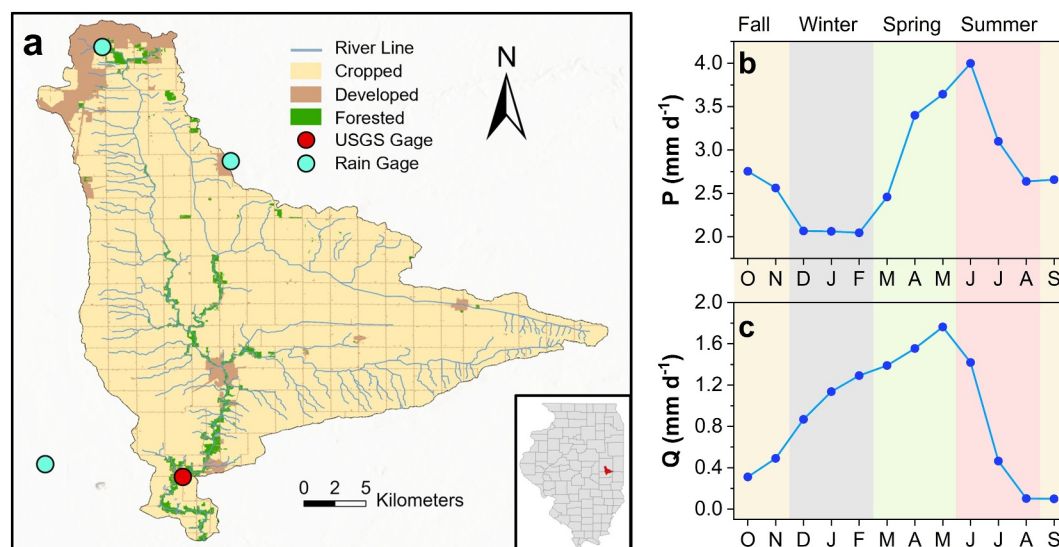 a
N
River Line
Cropped
Developed
Forested
USGS Gage
Rain Gage
0 2 5
Kilometers
Fall Winter Spring Summer
b
P (mm d⁻¹)
4.0
3.5
3.0
2.5
2.0
O N D J F M A M J J A S
c
Q (mm d⁻¹)
2.0
1.6
1.2
0.8
0.4
0.0
O N D J F M A M J J A S